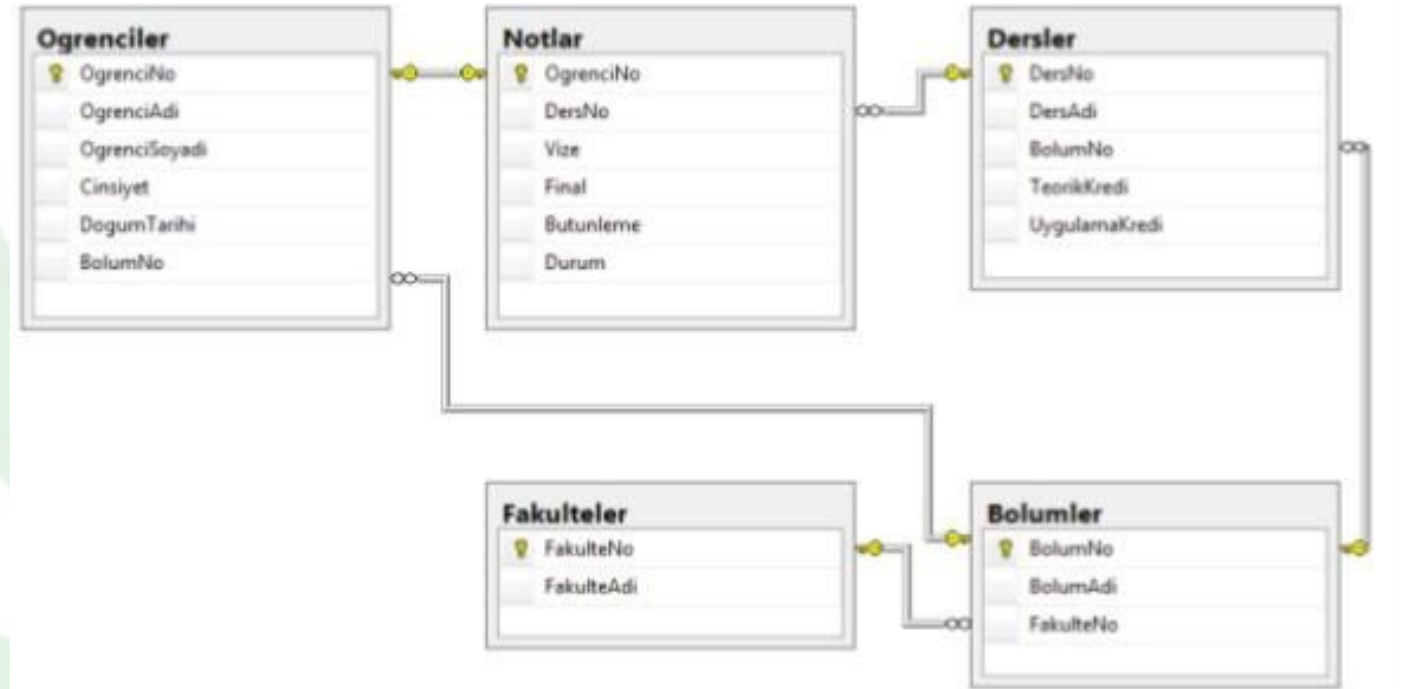 Ogrenciler
OgrenciNo
OgrenciAdi
OgrenciSoyadi
Cinsiyet
DogumTarihi
BolumNo
Notlar
OgrenciNo
DersNo
Vize
Final
Butunleme
Durum
Dersler
DersNo
DersAdi
BolumNo
TeorikKredi
UygulamaKredi
Fakulteler
FakulteNo
FakulteAdi
Bolumler
BolumNo
BolumAdi
FakulteNo